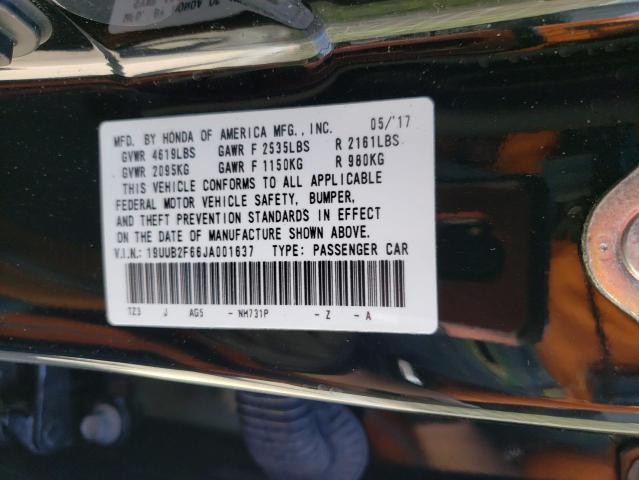 MFD. BY HONDA OF AMERICA MFG., INC. 05/'17
GVWR 4619LBS GAWR F 2535LBS R 2161LBS
GVWR 2095KG GAWR F 1150KG R 980KG
THIS VEHICLE CONFORMS TO ALL APPLICABLE
FEDERAL MOTOR VEHICLE SAFETY, BUMPER,
AND THEFT PREVENTION STANDARDS IN EFFECT
ON THE DATE OF MANUFACTURE SHOWN ABOVE.
V.I.N.: 19UUB2F66JA001637 TYPE: PASSENGER CAR
TZ3 J AG5 - NH731P - Z - A